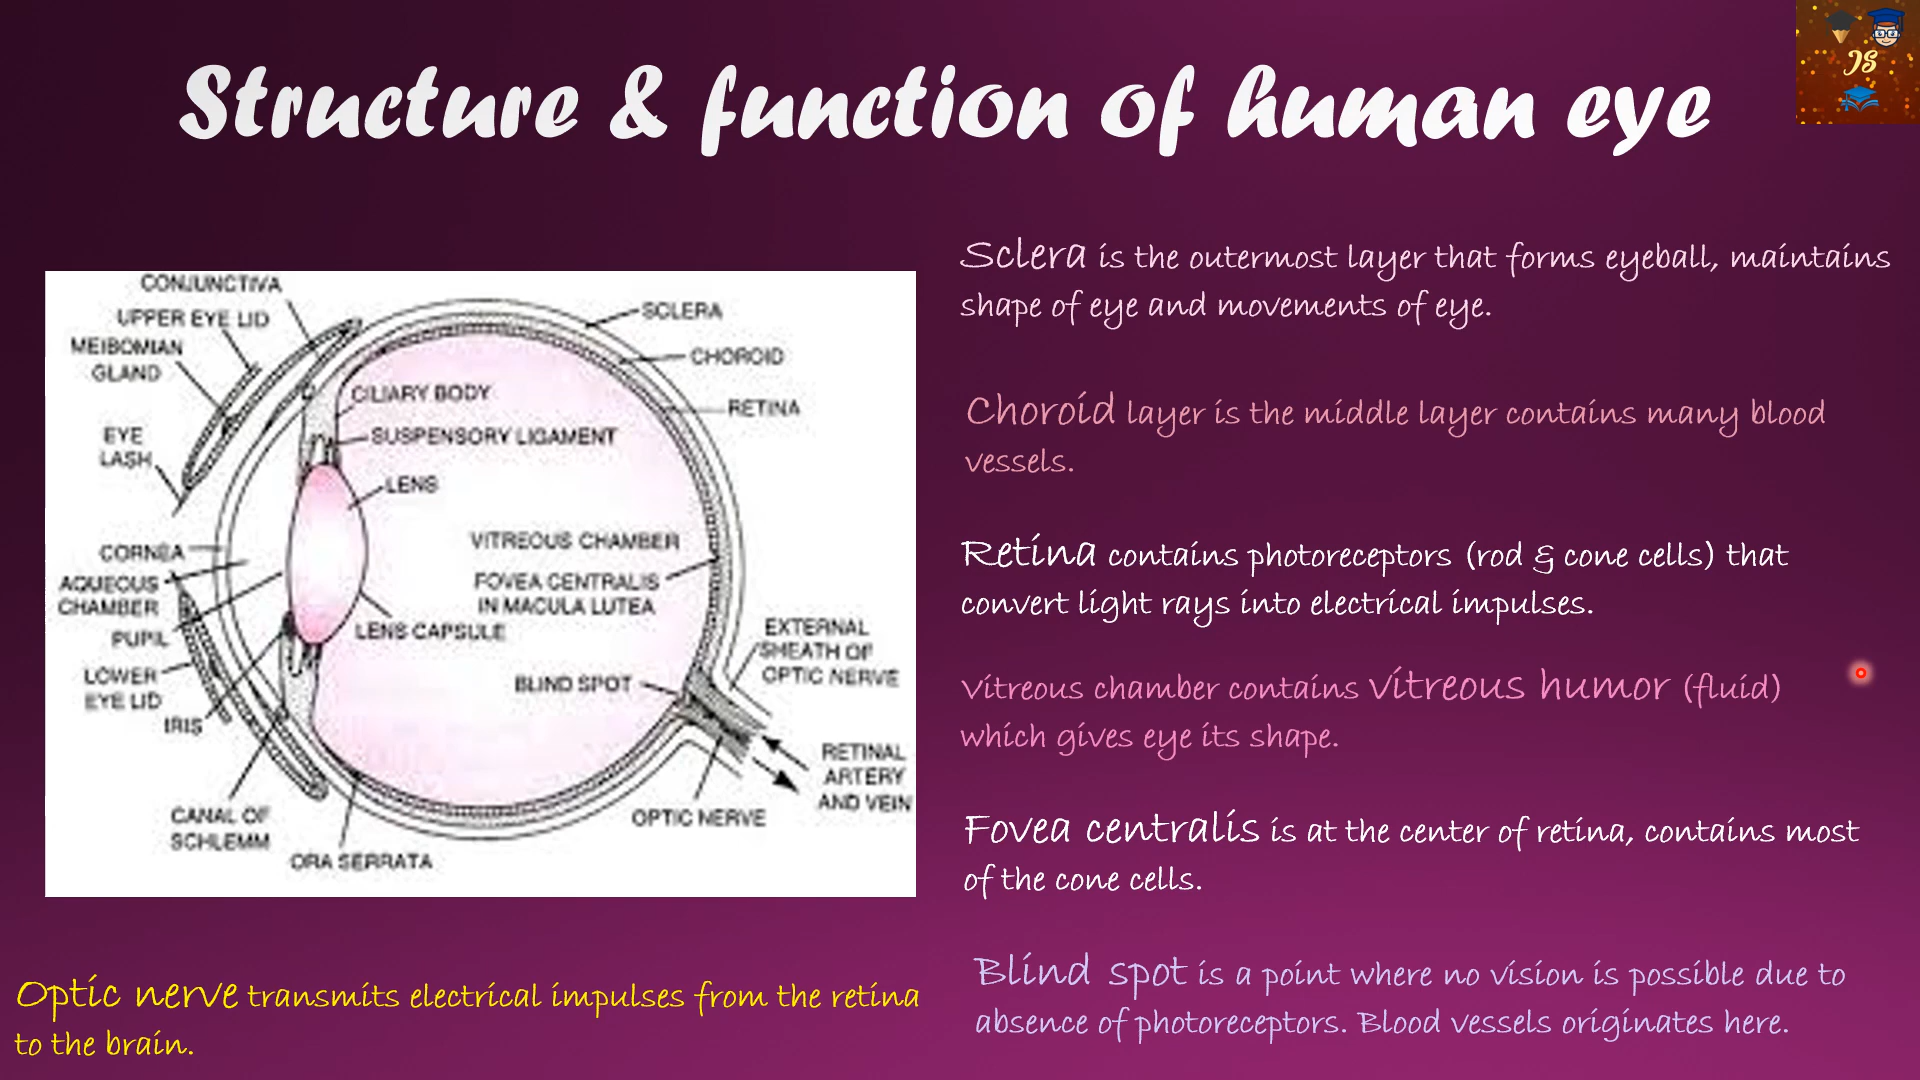 Structure & function of human eye
JS
CONJUNCTIVA
UPPER EYE LID
MEIBOMIAN
GLAND
EYE
LASH
CORNEA
AQUEOUS
CHAMBER
PUPIL
LOWER
EYE LID
IRIS
CANAL OF
SCHLEMM
ORA SERRATA
CILIARY BODY
SUSPENSORY LIGAMENT
LENS
VITREOUS CHAMBER
FOVEA CENTRALIS
IN MACULA LUTEA
LENS CAPSULE
BLIND SPOT
SCLERA
CHOROID
RETINA
EXTERNAL
SHEATH OF
OPTIC NERVE
RETINAL
ARTERY
AND VEIN
OPTIC NERVE
Optic nerve transmits electrical impulses from the retina
to the brain.
Sclera is the outermost layer that forms eyeball, maintains
shape of eye and movements of eye.
Choroid layer is the middle layer contains many blood
vessels.
Retina contains photoreceptors (rod & cone cells) that
convert light rays into electrical impulses.
Vitreous chamber contains vitreous humor (fluid)
which gives eye its shape.
Fovea centralis is at the center of retina, contains most
of the cone cells.
Blind spot is a point where no vision is possible due to
absence of photoreceptors. Blood vessels originates here.